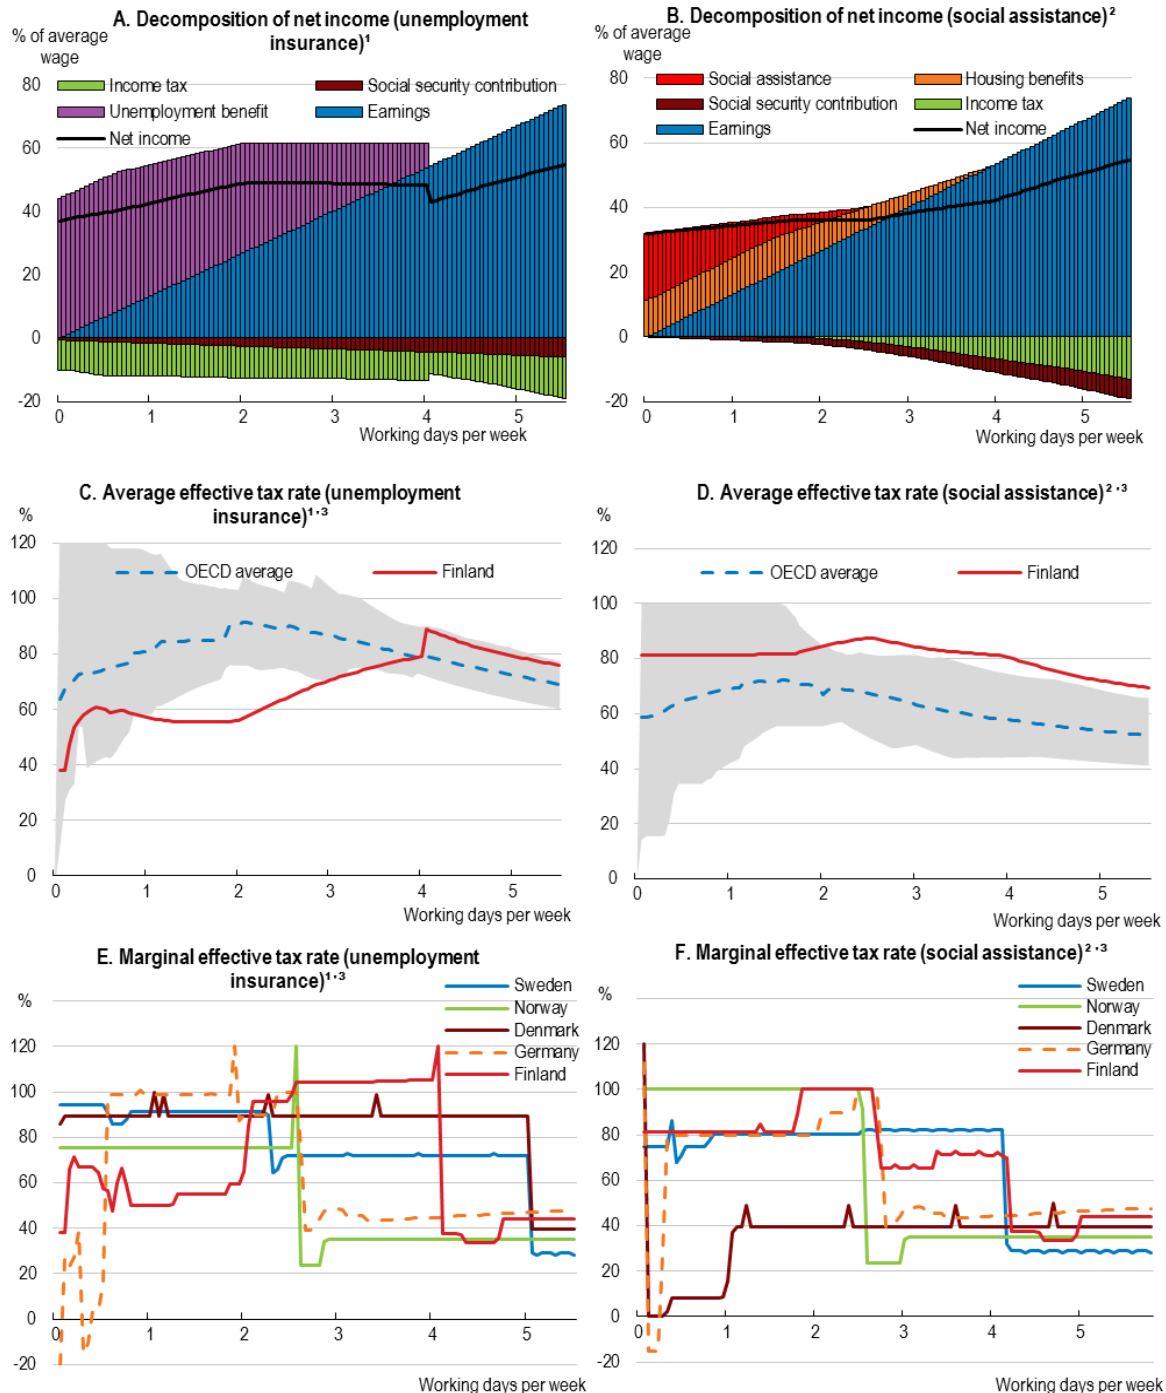 A. Decomposition of net income (unemployment
insurance)¹
% of average
wage
80
Income tax
Social security contribution
Unemployment benefit
Earnings
Net income
60
40
20
0
-20
0 1 2 3 4 5
Working days per week
B. Decomposition of net income (social assistance)²
% of average
wage
80
Social assistance
Housing benefits
Social security contribution
Income tax
Earnings
Net income
60
40
20
0
-20
0 1 2 3 4 5
Working days per week
C. Average effective tax rate (unemployment
insurance)¹·³
%
120
OECD average
Finland
100
80
60
40
20
0
0 1 2 3 4 5
Working days per week
D. Average effective tax rate (social assistance)²·³
%
120
OECD average
Finland
100
80
60
40
20
0
0 1 2 3 4 5
Working days per week
E. Marginal effective tax rate (unemployment
insurance)¹·³
Sweden
Norway
Denmark
Germany
Finland
%
120
100
80
60
40
20
0
-20
0 1 2 3 4 5
Working days per week
F. Marginal effective tax rate (social assistance)²·³
Sweden
Norway
Denmark
Germany
Finland
%
120
100
80
60
40
20
0
-20
0 1 2 3 4 5
Working days per week